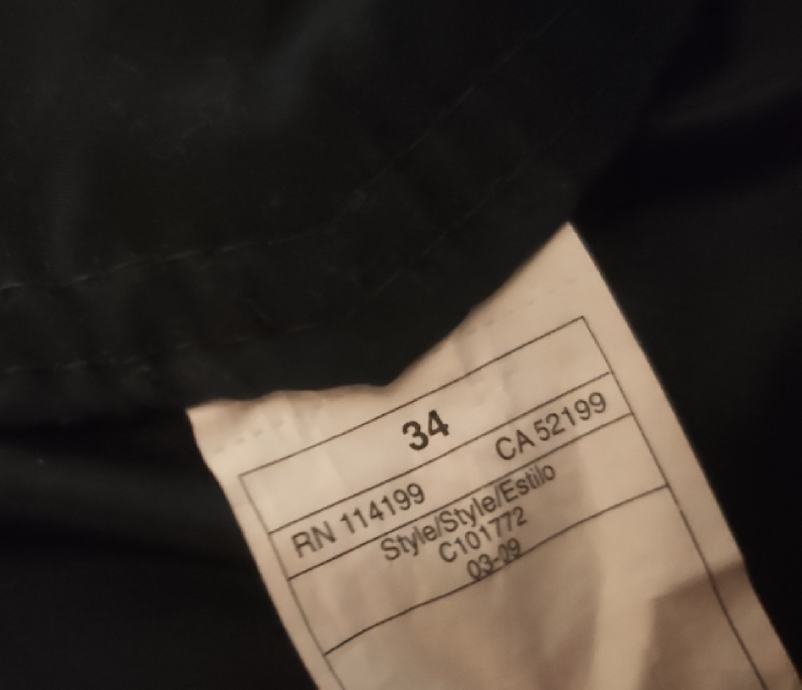 34
RN 114199 CA 52199
Style/Style/Estilo
C101772
03-09